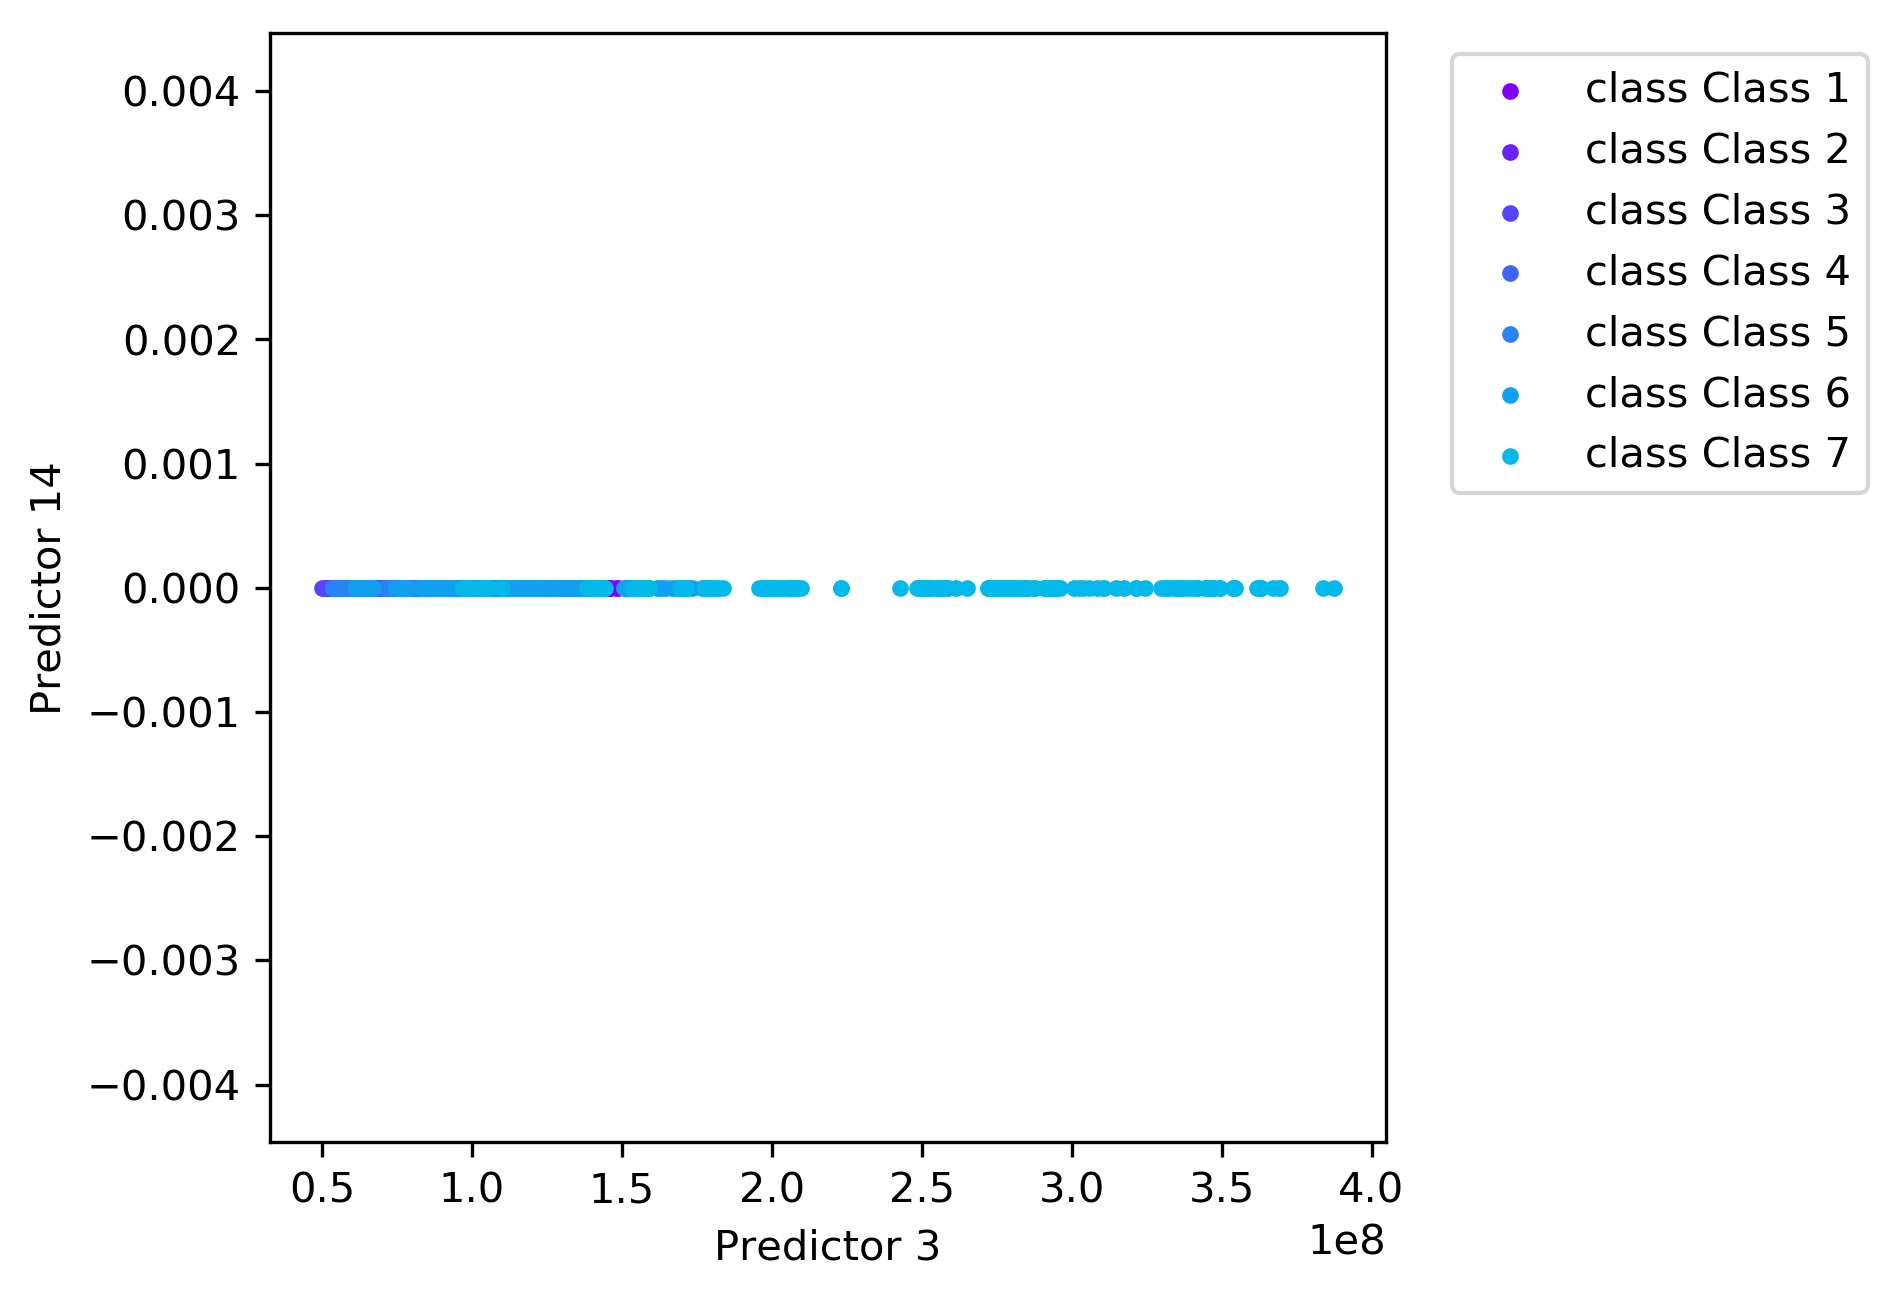 0.004
0.003
0.002
0.001
0.000
−0.001
−0.002
−0.003
−0.004
Predictor 14
0.5 1.0 1.5 2.0 2.5 3.0 3.5 4.0
1e8
Predictor 3
class Class 1
class Class 2
class Class 3
class Class 4
class Class 5
class Class 6
class Class 7